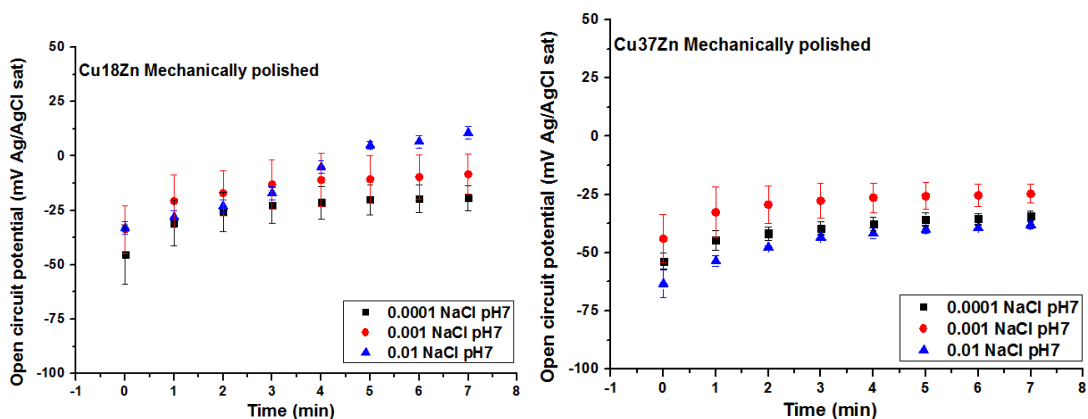 Open circuit potential (mV Ag/AgCl sat)
50
25
0
-25
-50
-75
-100
Cu18Zn Mechanically polished
0.0001 NaCl pH7
0.001 NaCl pH7
0.01 NaCl pH7
0 1 2 3 4 5 6 7 8
Time (min)
Open circuit potential (mV Ag/AgCl sat)
50
25
0
-25
-50
-75
-100
Cu37Zn Mechanically polished
0.0001 NaCl pH7
0.001 NaCl pH7
0.01 NaCl pH7
0 1 2 3 4 5 6 7 8
Time (min)